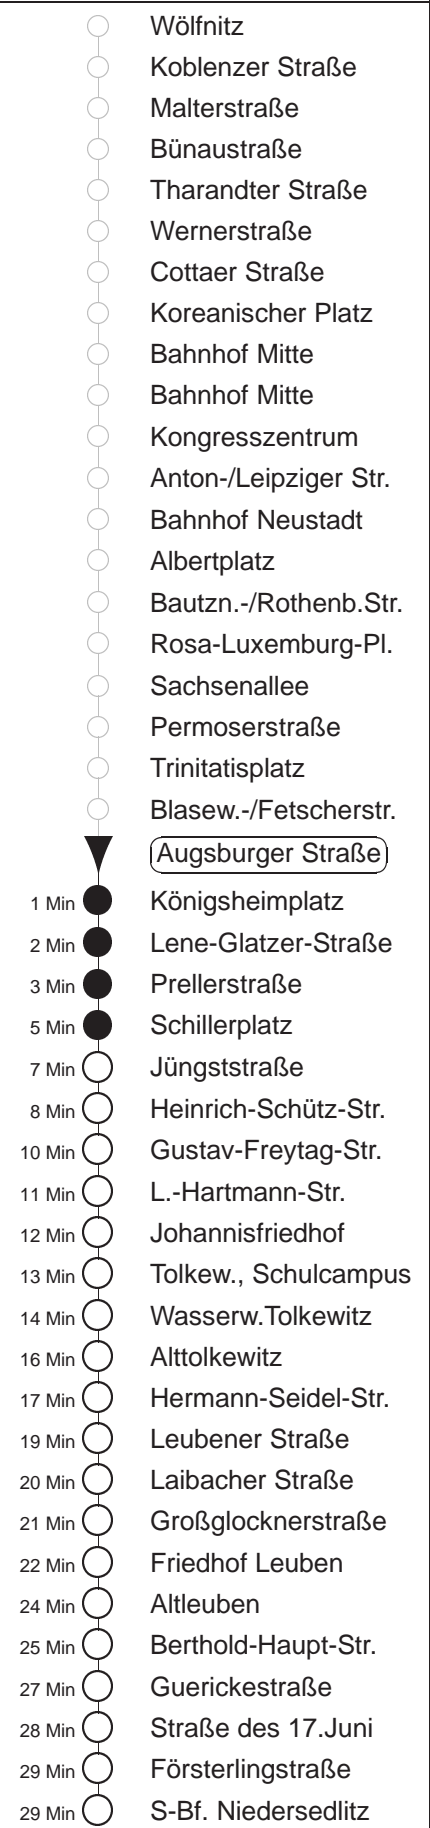 Wölfnitz
Koblenzer Straße
Malterstraße
Bünaustraße
Tharandter Straße
Wernerstraße
Cottaer Straße
Koreanischer Platz
Bahnhof Mitte
Bahnhof Mitte
Kongresszentrum
Anton-/Leipziger Str.
Bahnhof Neustadt
Albertplatz
Bautzn.-/Rothenb.Str.
Rosa-Luxemburg-Pl.
Sachsenallee
Permoserstraße
Trinitatisplatz
Blasew.-/Fetscherstr.
Augsburger Straße
1 Min Königsheimplatz
2 Min Lene-Glatzer-Straße
3 Min Prellerstraße
5 Min Schillerplatz
7 Min Jüngststraße
8 Min Heinrich-Schütz-Str.
10 Min Gustav-Freytag-Str.
11 Min L.-Hartmann-Str.
12 Min Johannisfriedhof
13 Min Tolkew., Schulcampus
14 Min Wasserw.Tolkewitz
16 Min Alttolkewitz
17 Min Hermann-Seidel-Str.
19 Min Leubener Straße
20 Min Laibacher Straße
21 Min Großglocknerstraße
22 Min Friedhof Leuben
24 Min Altleuben
25 Min Berthold-Haupt-Str.
27 Min Guerickestraße
28 Min Straße des 17.Juni
29 Min Försterlingstraße
29 Min S-Bf. Niedersedlitz